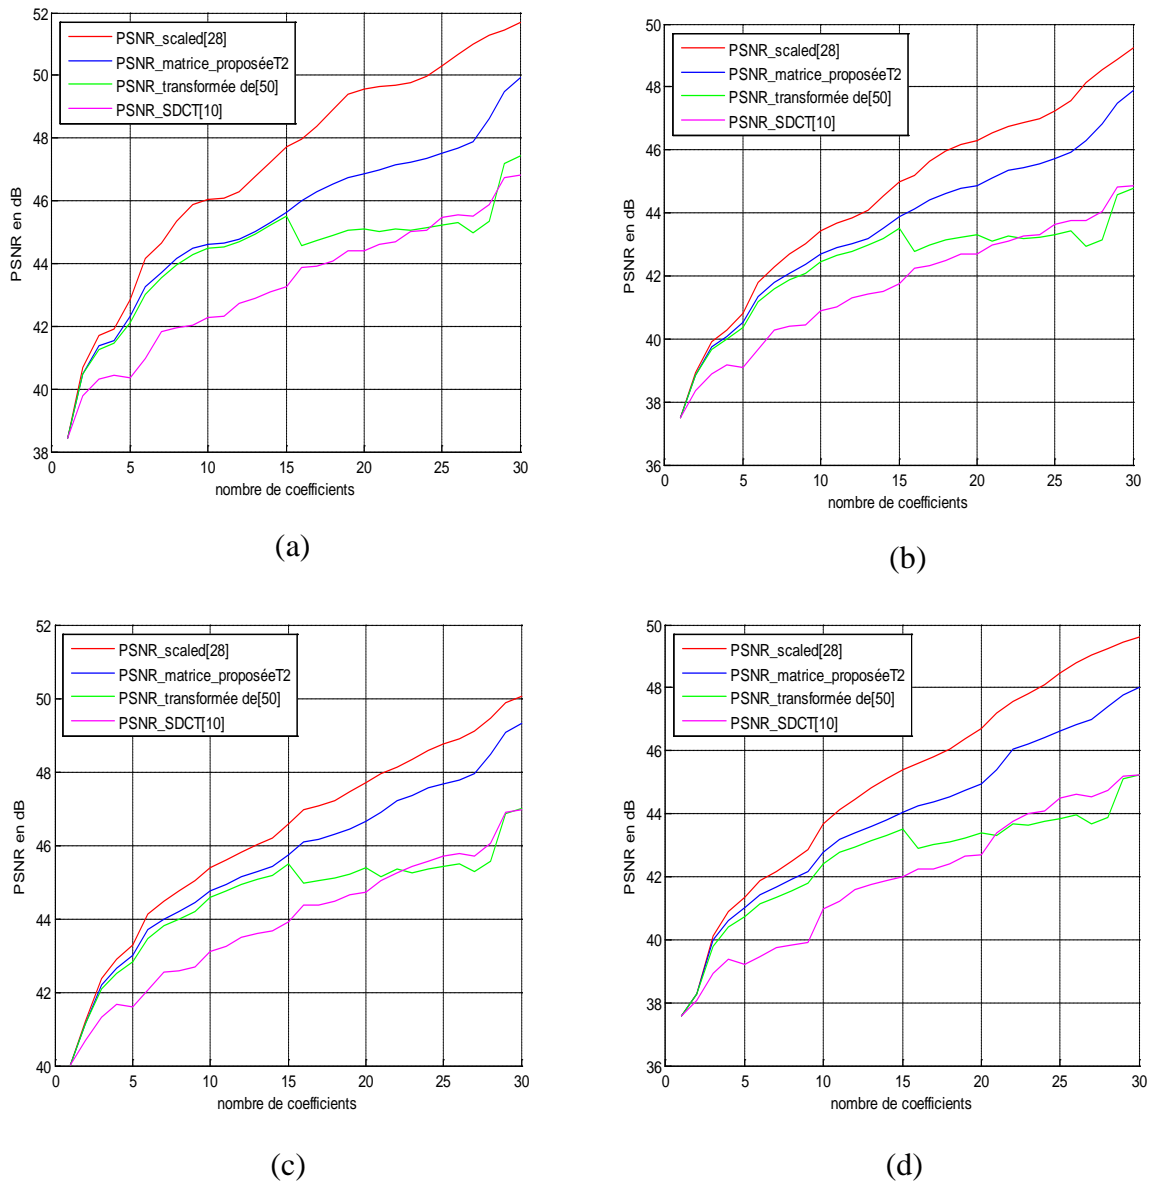 52
50
48
46
44
42
40
38
PSNR en dB
PSNR_scaled[28]
PSNR_matrice_proposéeT2
PSNR_transformée de[50]
PSNR_SDCT[10]
0 5 10 15 20 25 30
nombre de coefficients
(a)
50
48
46
44
42
40
38
36
PSNR en dB
PSNR_scaled[28]
PSNR_matrice_proposéeT2
PSNR_transformée de[50]
PSNR_SDCT[10]
0 5 10 15 20 25 30
nombre de coefficients
(b)
52
50
48
46
44
42
40
PSNR en dB
PSNR_scaled[28]
PSNR_matrice_proposéeT2
PSNR_transformée de[50]
PSNR_SDCT[10]
0 5 10 15 20 25 30
nombre de coefficients
(c)
50
48
46
44
42
40
38
36
PSNR en dB
PSNR_scaled[28]
PSNR_matrice_proposéeT2
PSNR_transformée de[50]
PSNR_SDCT[10]
0 5 10 15 20 25 30
nombre de coefficients
(d)